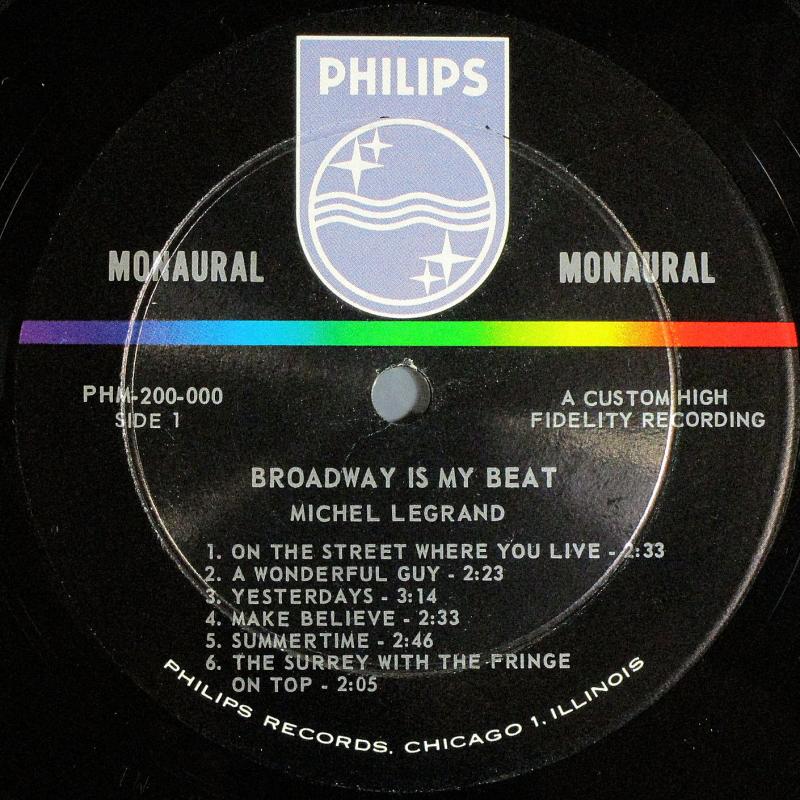 PHILIPS
MONAURAL
MONAURAL
PHM-200-000
SIDE 1
A CUSTOM HIGH
FIDELITY RECORDING
BROADWAY IS MY BEAT
MICHEL LEGRAND
1. ON THE STREET WHERE YOU LIVE - 2:33
2. A WONDERFUL GUY - 2:23
3. YESTERDAYS - 3:14
4. MAKE BELIEVE - 2:33
5. SUMMERTIME - 2:46
6. THE SURREY WITH THE FRINGE
ON TOP - 2:05
PHILIPS RECORDS. CHICAGO 1. ILLINOIS